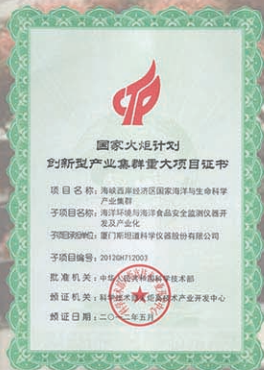 国家火炬计划
创新型产业集群重大项目证书
项目名称：海峡西岸经济区国家海洋与生命科学
产业集群
子项目名称：海洋环境与海洋食品安全监测仪器开
发及产业化
子项目承担单位：厦门斯坦道科学仪器股份有限公司
子项目编号：2012GH712003
批准机关：中华人民共和国科学技术部
颁证机关：科学技术部火炬高技术产业开发中心
颁证日期：二〇一二年五月